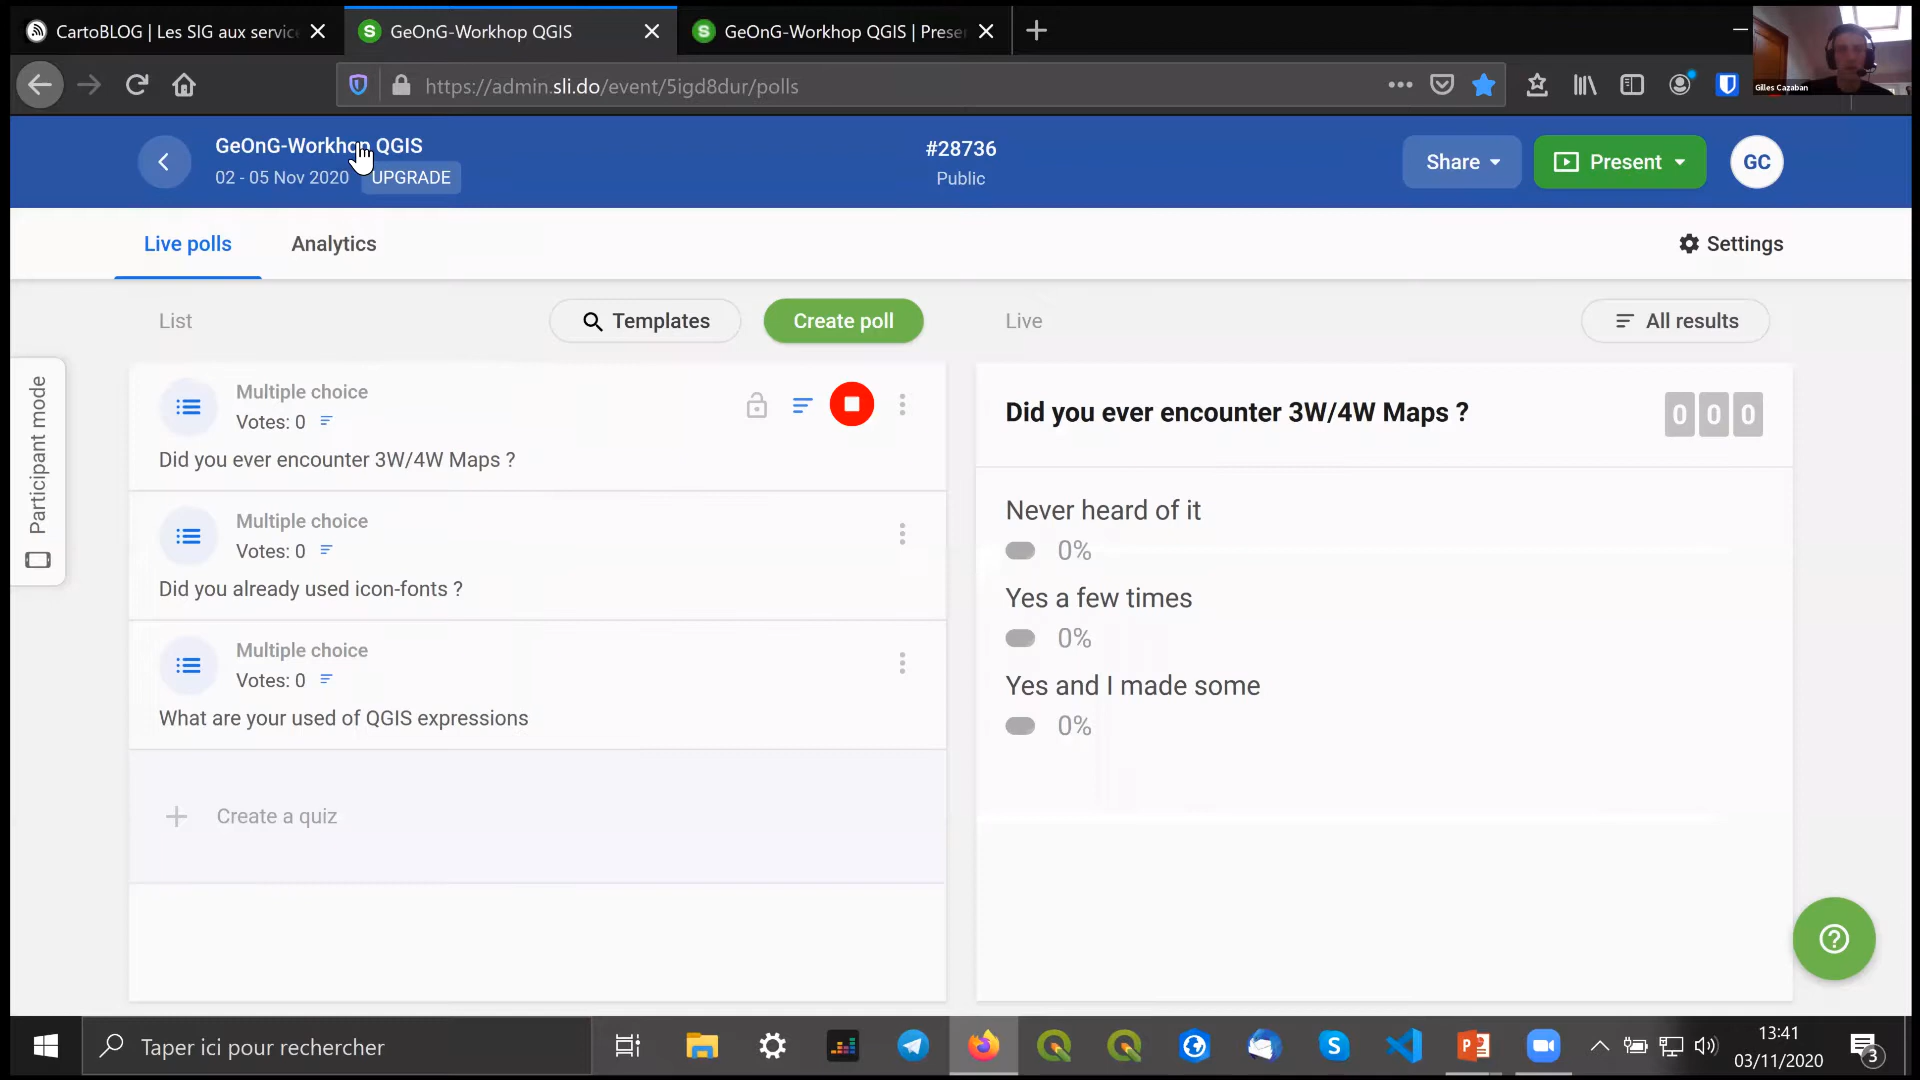 CartoBLOG | Les SIG aux service
GeOnG-Workhop QGIS
GeOnG-Workhop QGIS | Prese
https://admin.sli.do/event/5igd8dur/polls
Gilles Cazaban
GeOnG-Workhop QGIS
02 - 05 Nov 2020
UPGRADE
#28736
Public
Share
Present
GC
Live polls
Analytics
Settings
List
Templates
Create poll
Live
All results
Participant mode
Multiple choice
Votes: 0
Did you ever encounter 3W/4W Maps ?
Multiple choice
Votes: 0
Did you already used icon-fonts ?
Multiple choice
Votes: 0
What are your used of QGIS expressions
Create a quiz
Did you ever encounter 3W/4W Maps ?
0 0 0
Never heard of it
0%
Yes a few times
0%
Yes and I made some
0%
Taper ici pour rechercher
13:41
03/11/2020
3